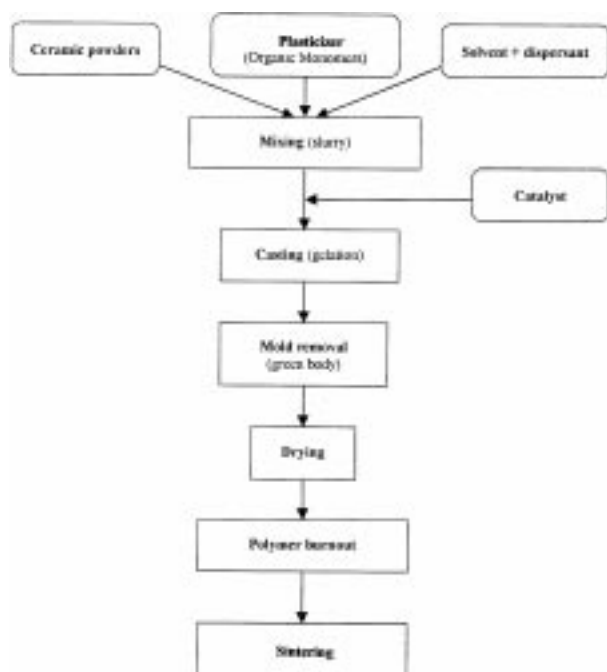 Plasticizer
Ceramic powders
(Organic Monomers)
Solvent + dispersant
Mixing (slurry)
Catalyst
Casting (gelation)
Mold removal
(green body)
Drying
Polymer burnout
Sintering